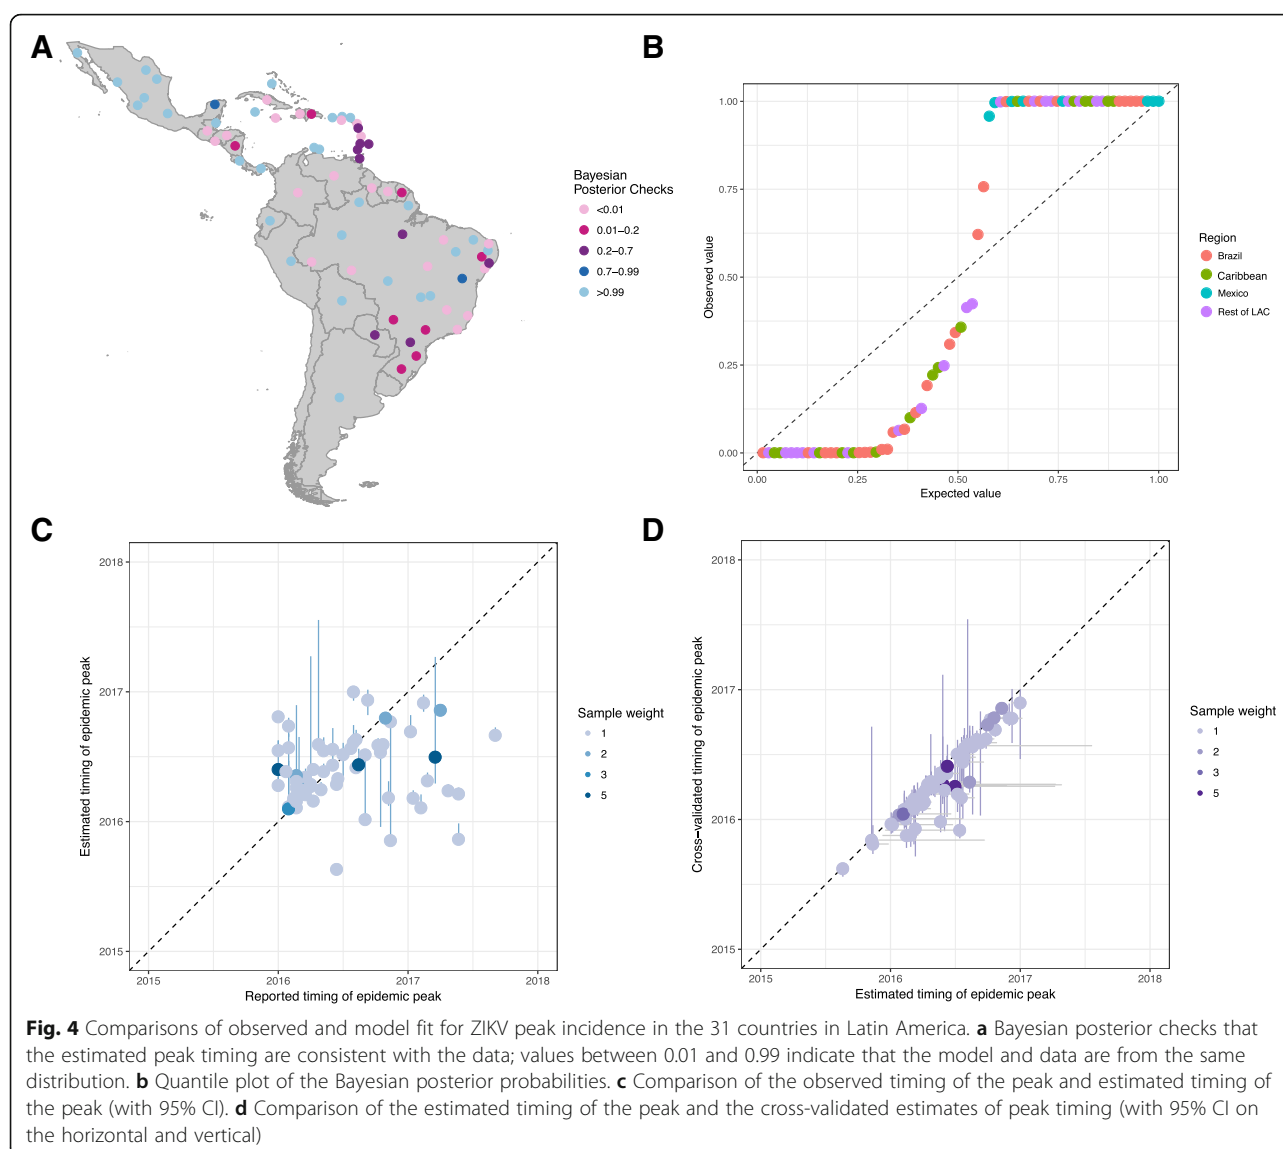 A
Bayesian
Posterior Checks
<0.01
0.01–0.2
0.2–0.7
0.7–0.99
>0.99
B
1.00
0.75
0.50
0.25
0.00
Observed value
0.00 0.25 0.50 0.75 1.00
Expected value
Region
Brazil
Caribbean
Mexico
Rest of LAC
C
2018
2017
2016
2015
Estimated timing of epidemic peak
2015 2016 2017 2018
Reported timing of epidemic peak
Sample weight
1
2
3
5
D
2018
2017
2016
2015
Cross−validated timing of epidemic peak
2015 2016 2017 2018
Estimated timing of epidemic peak
Sample weight
1
2
3
5
Fig. 4 Comparisons of observed and model fit for ZIKV peak incidence in the 31 countries in Latin America. a Bayesian posterior checks that
the estimated peak timing are consistent with the data; values between 0.01 and 0.99 indicate that the model and data are from the same
distribution. b Quantile plot of the Bayesian posterior probabilities. c Comparison of the observed timing of the peak and estimated timing of
the peak (with 95% CI). d Comparison of the estimated timing of the peak and the cross-validated estimates of peak timing (with 95% CI on
the horizontal and vertical)